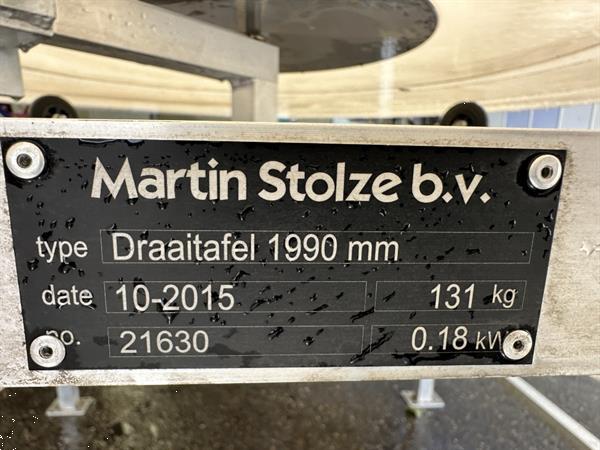 Martin Stolze b.v.
type Draaitafel 1990 mm
date 10-2015 131 kg
no. 21630 0.18 kW